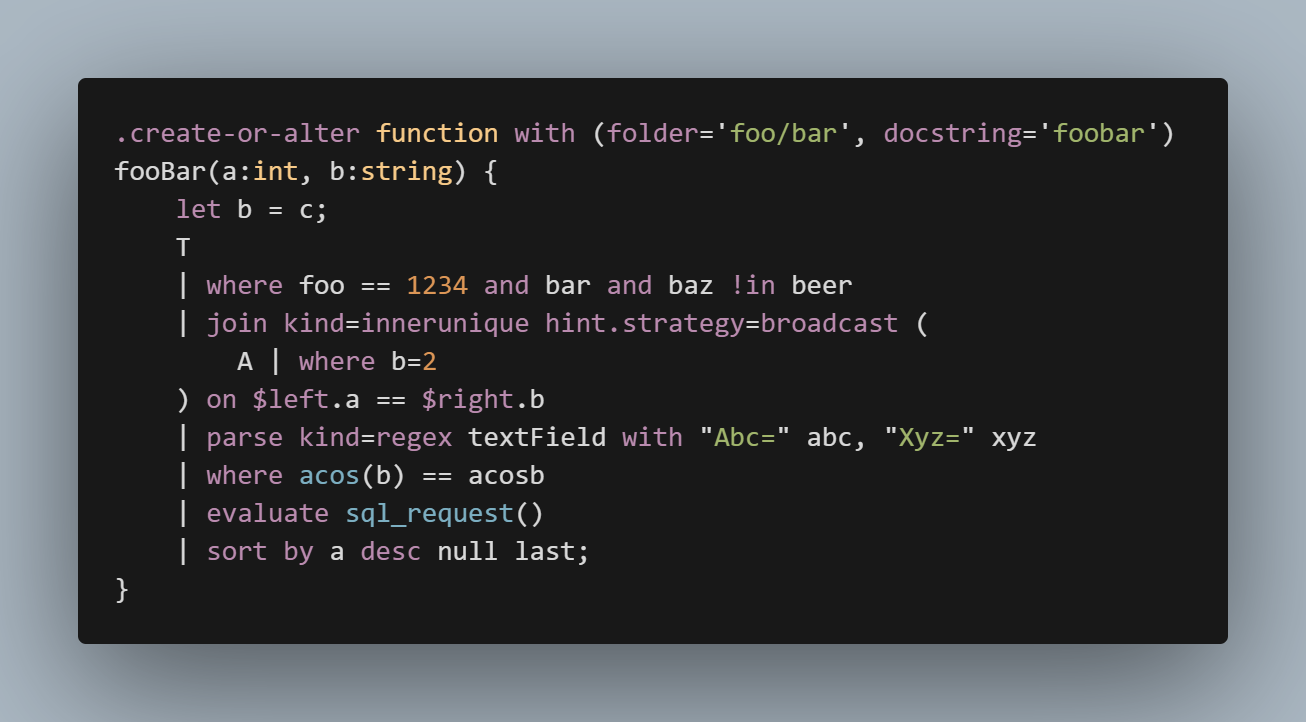 .create-or-alter function with (folder='foo/bar', docstring='foobar')
fooBar(a:int, b:string) {
    let b = c;
    T
    | where foo == 1234 and bar and baz !in beer
    | join kind=innerunique hint.strategy=broadcast (
        A | where b=2
    ) on $left.a == $right.b
    | parse kind=regex textField with "Abc=" abc, "Xyz=" xyz
    | where acos(b) == acosb
    | evaluate sql_request()
    | sort by a desc null last;
}